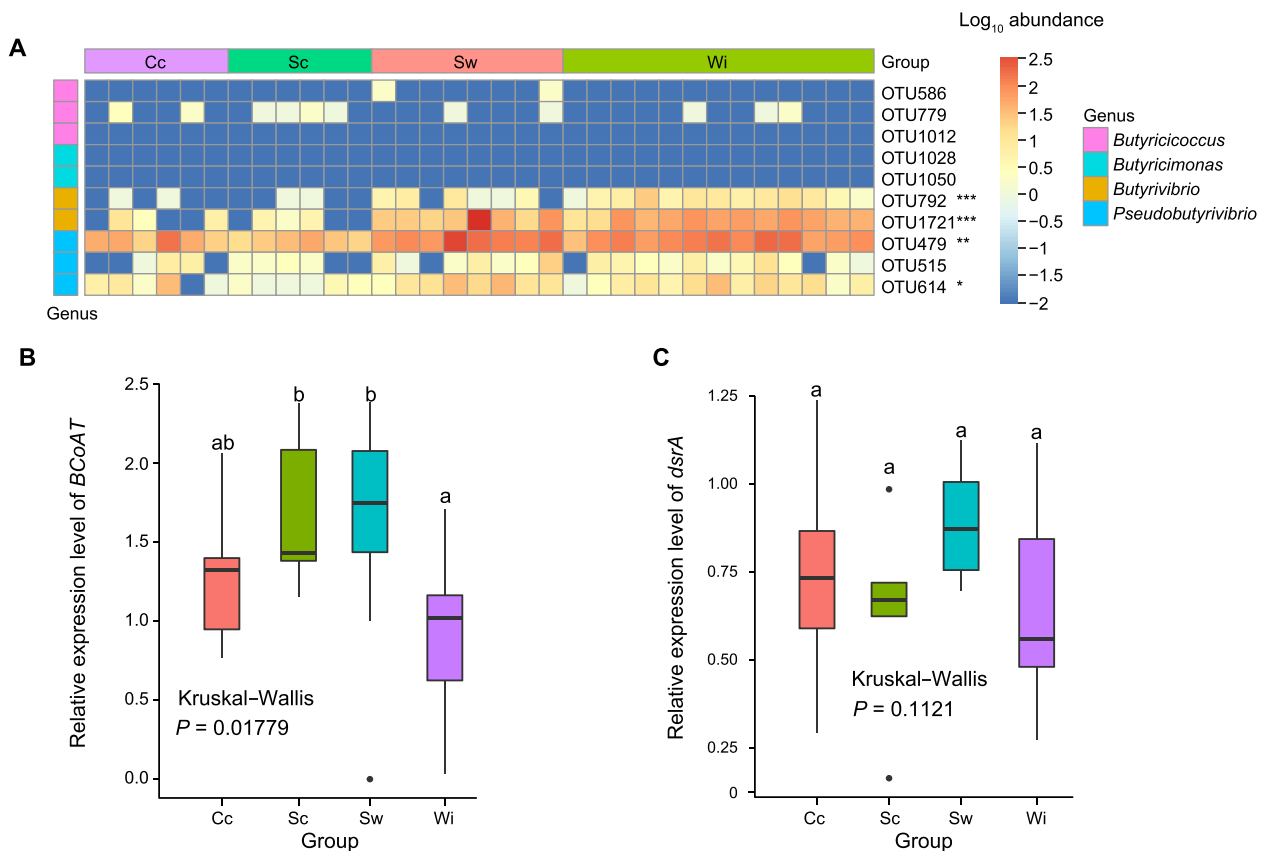 Log10 abundance
A
Cc Sc Sw Wi Group
OTU586
OTU779
OTU1012
OTU1028
OTU1050
OTU792 ***
OTU1721***
OTU479 **
OTU515
OTU614 *
Genus
2.5
2
1.5
1
0.5
0
−0.5
−1
−1.5
−2
Genus
Butyricicoccus
Butyricimonas
Butyrivibrio
Pseudobutyrivibrio
B
Relative expression level of BCoAT
2.5
2.0
1.5
1.0
0.5
0.0
ab
b
b
a
Kruskal–Wallis
P = 0.01779
Cc Sc Sw Wi
Group
C
Relative expression level of dsrA
1.25
1.00
0.75
0.50
0.25
0
a
a
a
a
Kruskal–Wallis
P = 0.1121
Cc Sc Sw Wi
Group